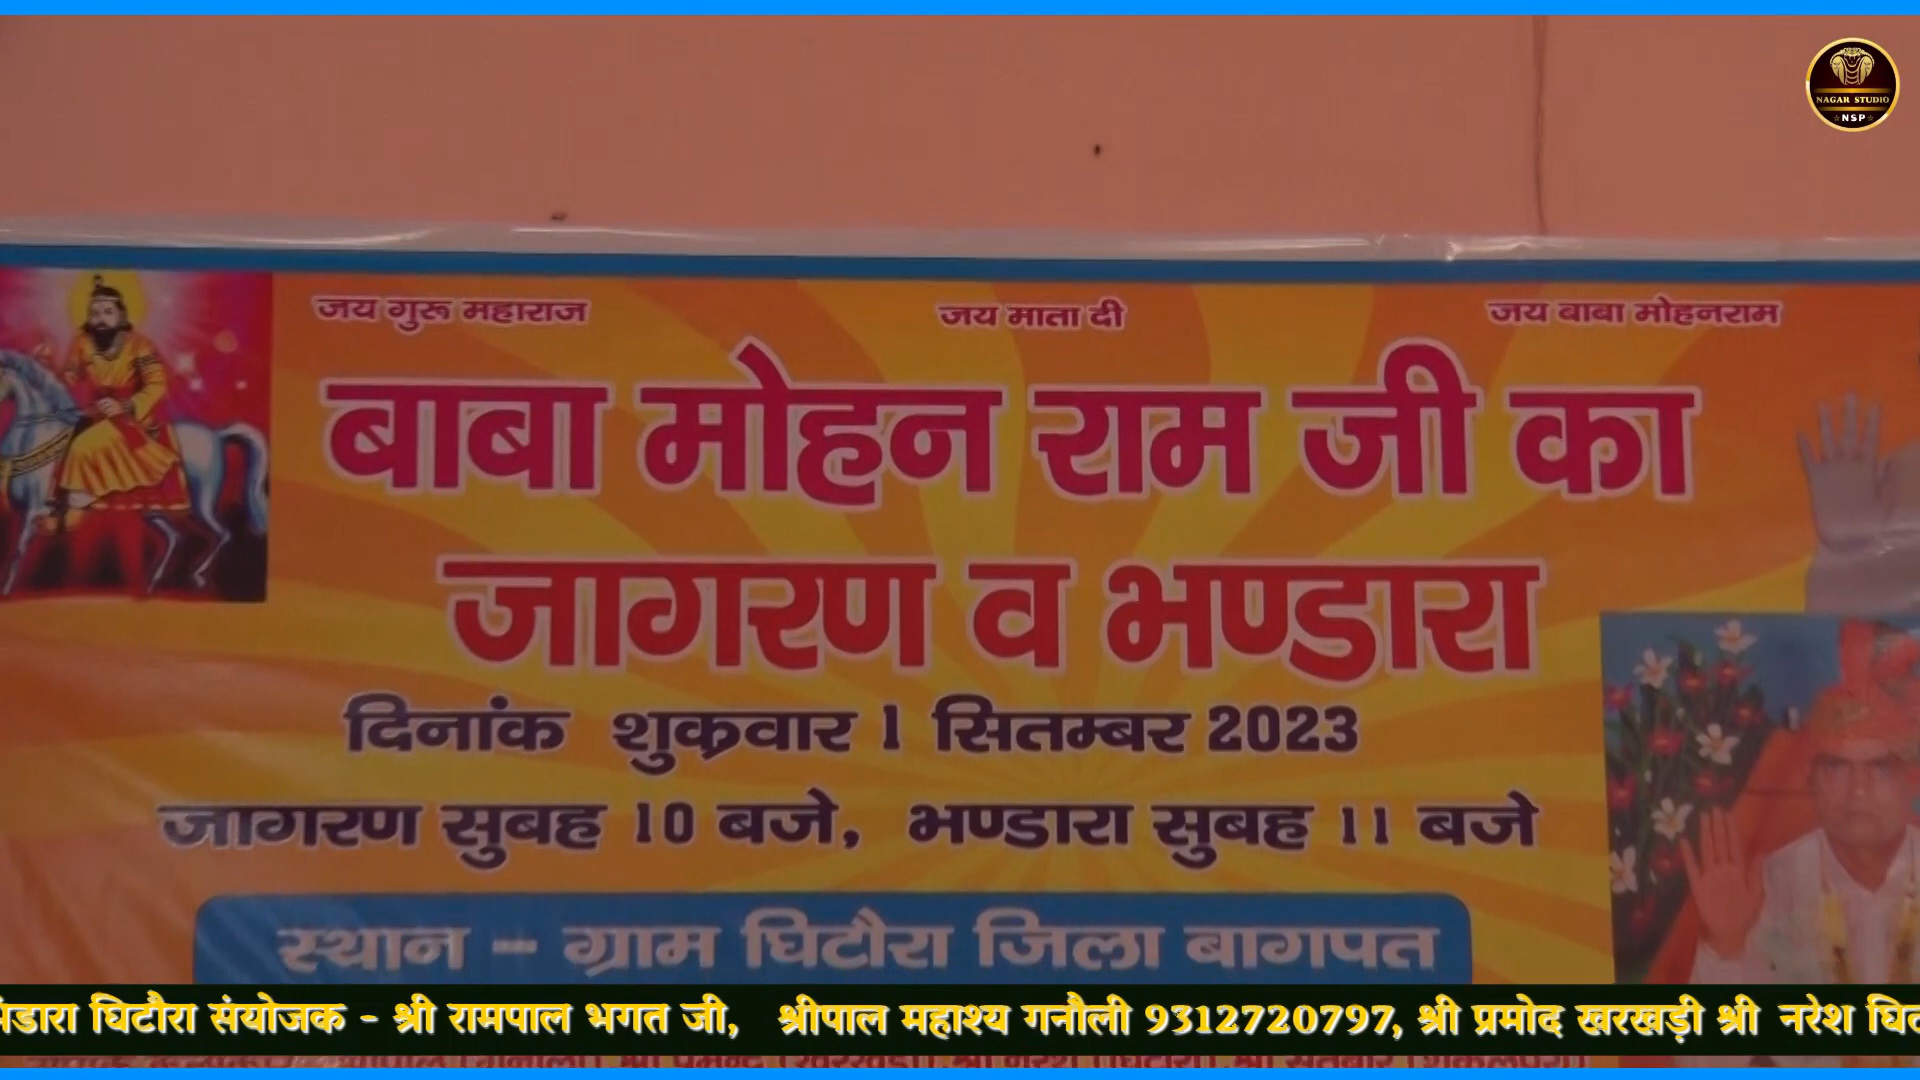 NAGAR STUDIO
NSP
जय गुरू महाराज
जय माता दी
जय बाबा मोहनराम
बाबा मोहन राम जी का
जागरण व भण्डारा
दिनांक शुक्रवार 1 सितम्बर 2023
जागरण सुबह 10 बजे, भण्डारा सुबह 11 बजे
स्थान - ग्राम घिटौरा जिला बागपत
घिटौरा संयोजक - श्री रामपाल भगत जी, श्रीपाल महाश्य गनौली 9312720797, श्री प्रमोद खरखड़ी श्री नरेश